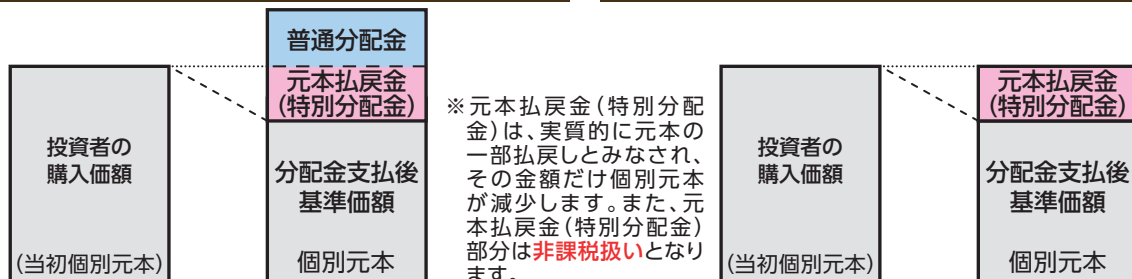 普通分配金
元本払戻金
(特別分配金)
投資者の
購入価額
(当初個別元本)
分配金支払後
基準価額
個別元本
※元本払戻金(特別分配
金)は、実質的に元本の
一部払戻しとみなされ、
その金額だけ個別元本
が減少します。また、元
本払戻金(特別分配金)
部分は非課税扱いとなり
ます。
投資者の
購入価額
(当初個別元本)
元本払戻金
(特別分配金)
分配金支払後
基準価額
個別元本